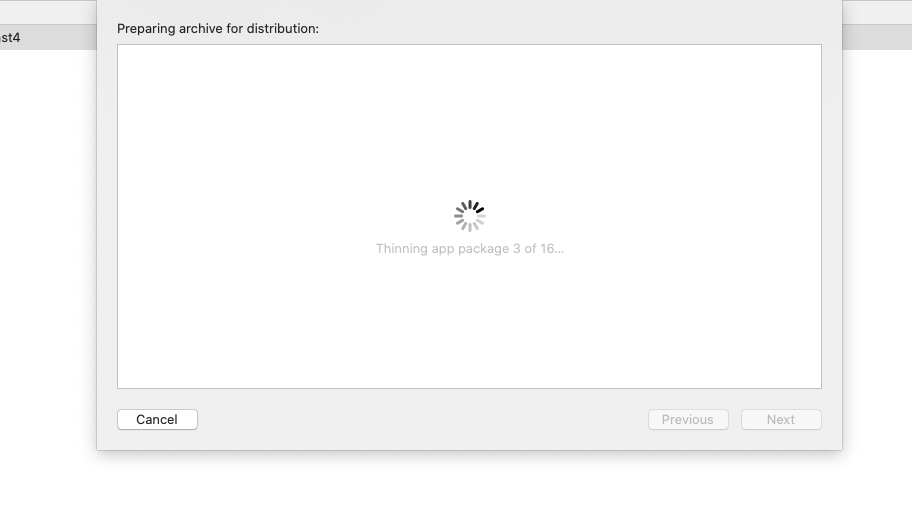 Preparing archive for distribution:
st4
Thinning app package 3 of 16...
Cancel
Previous
Next